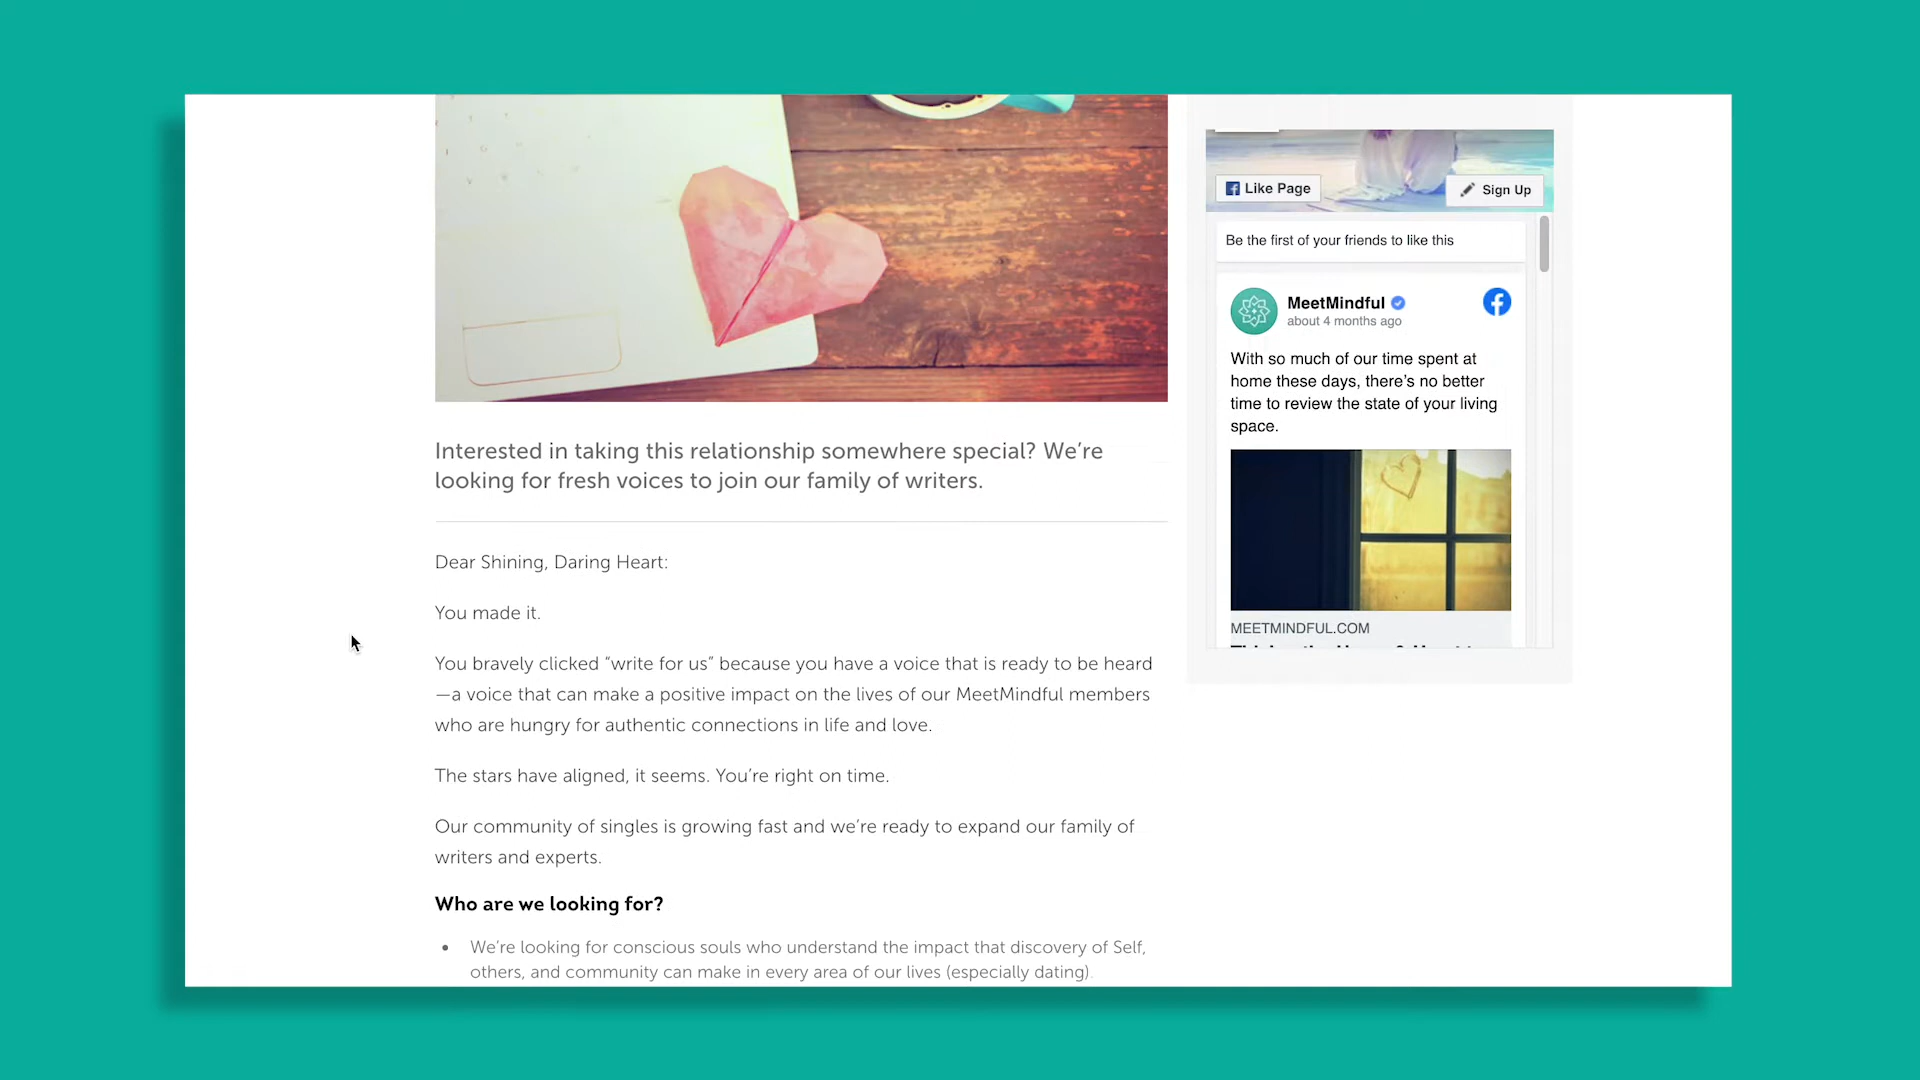 Like Page
Sign Up
Be the first of your friends to like this
MeetMindful
about 4 months ago
With so much of our time spent at
home these days, there's no better
time to review the state of your living
space.
MEETMINDFUL.COM
Interested in taking this relationship somewhere special? We’re
looking for fresh voices to join our family of writers.
Dear Shining, Daring Heart:
You made it.
You bravely clicked “write for us” because you have a voice that is ready to be heard
—a voice that can make a positive impact on the lives of our MeetMindful members
who are hungry for authentic connections in life and love.
The stars have aligned, it seems. You’re right on time.
Our community of singles is growing fast and we’re ready to expand our family of
writers and experts.
Who are we looking for?
• We’re looking for conscious souls who understand the impact that discovery of Self,
others, and community can make in every area of our lives (especially dating).